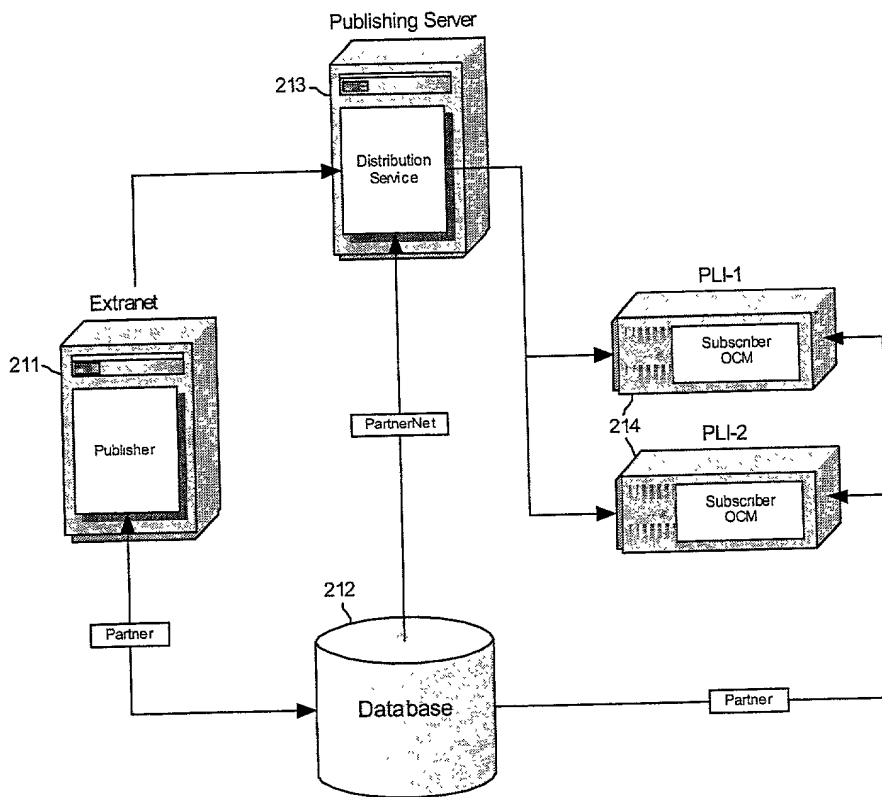 Publishing Server
213
Distribution
Service
Extranet
211
Publisher
PLI-1
Subscriber
OCM
214
PLI-2
Subscriber
OCM
PartnerNet
212
Partner
Database
Partner